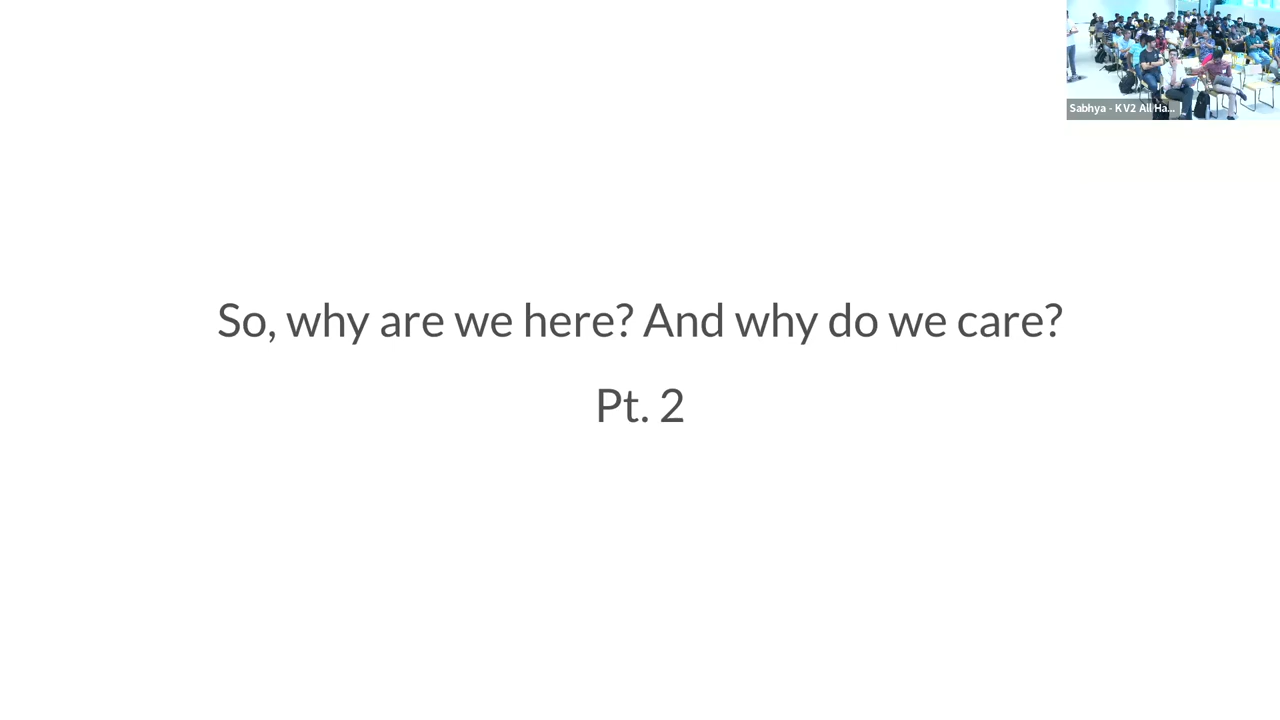 Sabhya - KV2 All Ha...
So, why are we here? And why do we care?
Pt. 2